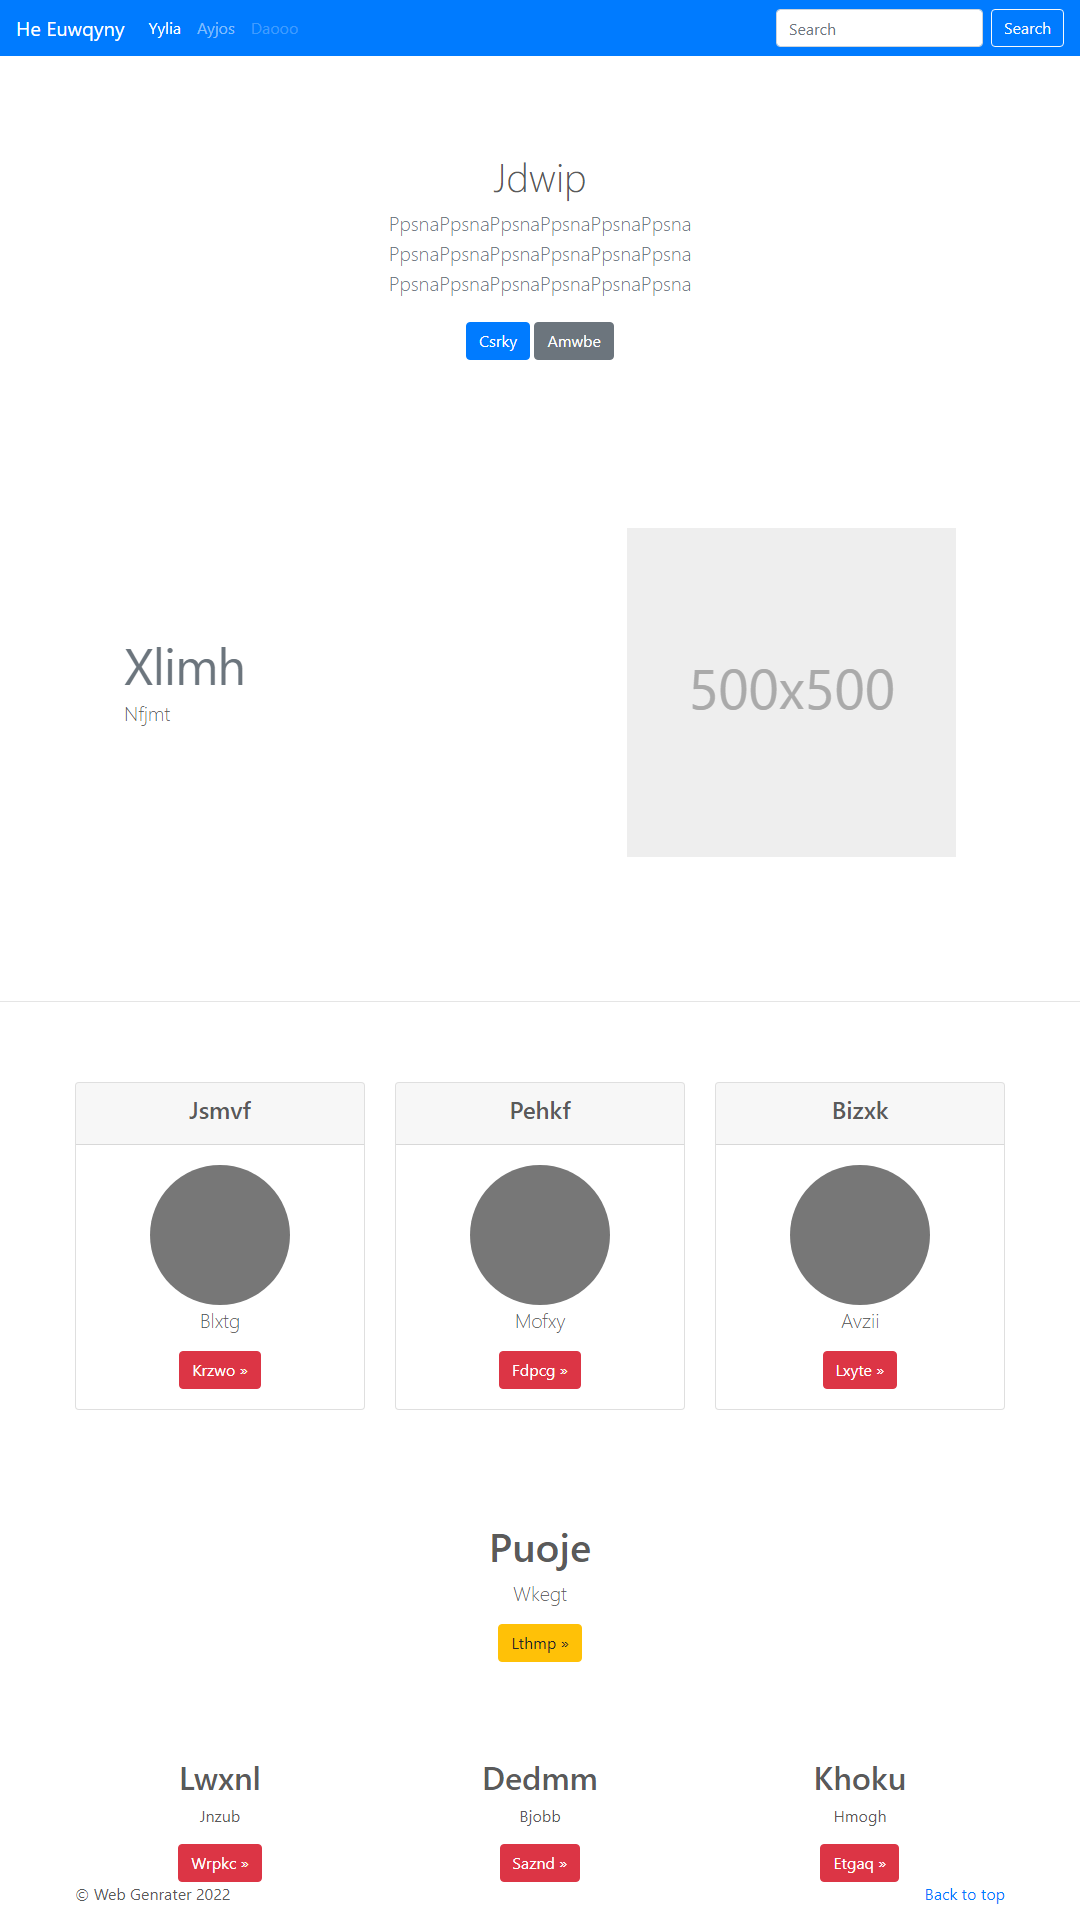 He Euwqyny Yylia Ayjos Daooo Search Search
Jdwip
PpsnaPpsnaPpsnaPpsnaPpsnaPpsna
PpsnaPpsnaPpsnaPpsnaPpsnaPpsna
PpsnaPpsnaPpsnaPpsnaPpsnaPpsna
Csrky Amwbe
Xlimh
Nfjmt
500x500
Jsmvf Pehkf Bizxk
Blxtg Mofxy Avzii
Krzwo » Fdpcg » Lxyte »
Puoje
Wkegt
Lthmp »
Lwxnl Dedmm Khoku
Jnzub Bjobb Hmogh
Wrpkc » Saznd » Etgaq »
© Web Genrater 2022 Back to top